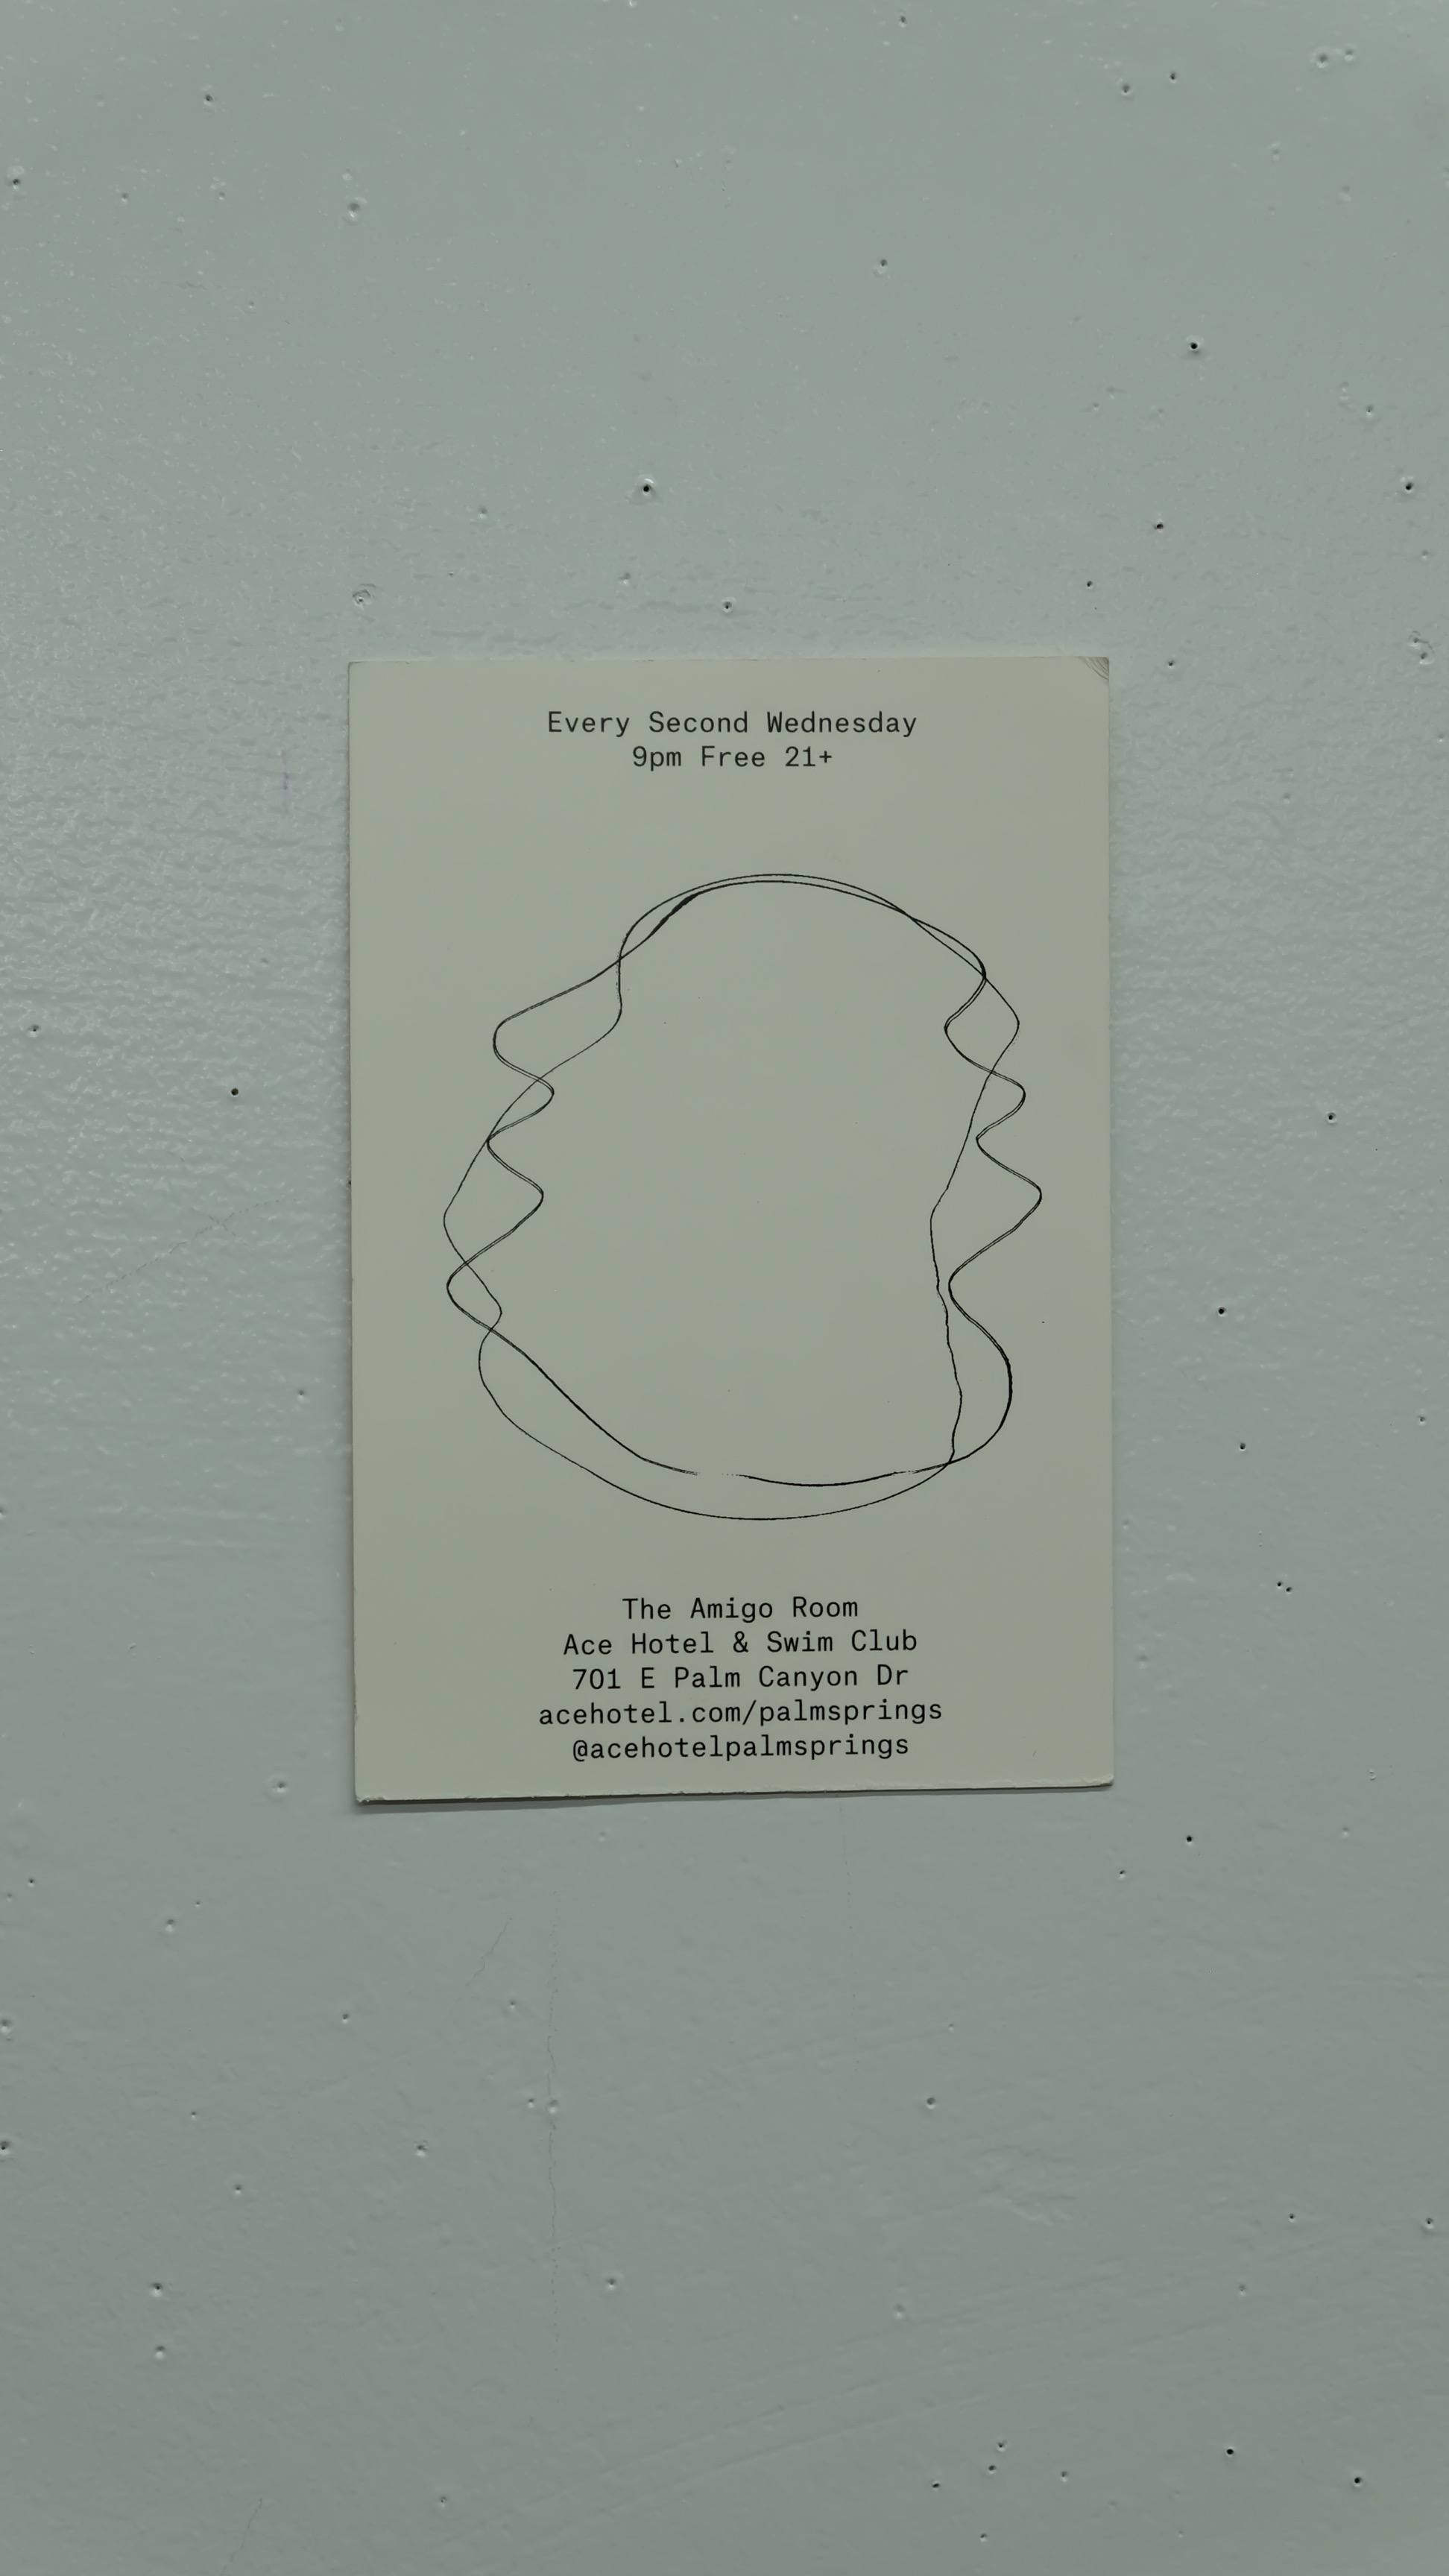 Every Second Wednesday
9pm Free 21+
The Amigo Room
Ace Hotel & Swim Club
701 E Palm Canyon Dr
acehotel.com/palmsprings
@acehotelpalmsprings